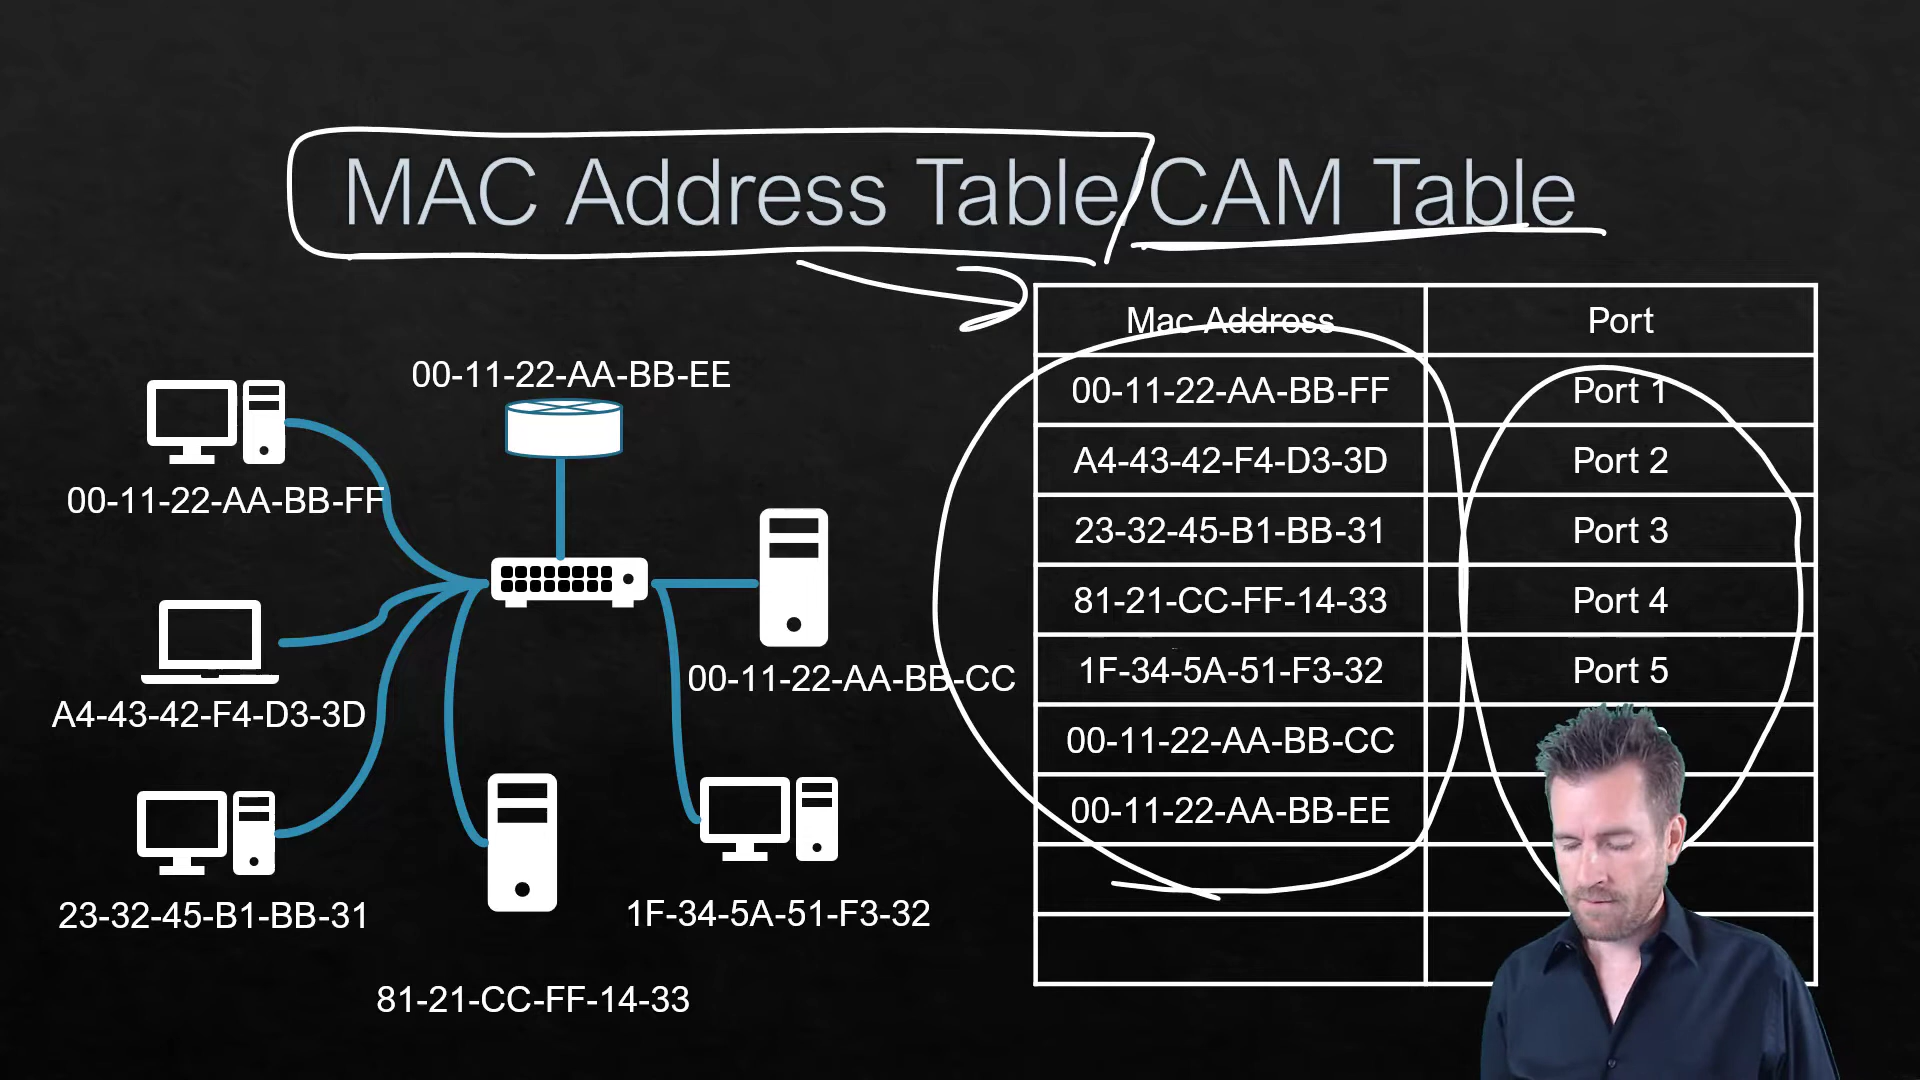 MAC Address Table/CAM Table
00-11-22-AA-BB-EE
00-11-22-AA-BB-FF
A4-43-42-F4-D3-3D
00-11-22-AA-BB-CC
23-32-45-B1-BB-31
1F-34-5A-51-F3-32
81-21-CC-FF-14-33
Mac Address Port
00-11-22-AA-BB-FF Port 1
A4-43-42-F4-D3-3D Port 2
23-32-45-B1-BB-31 Port 3
81-21-CC-FF-14-33 Port 4
1F-34-5A-51-F3-32 Port 5
00-11-22-AA-BB-CC
00-11-22-AA-BB-EE